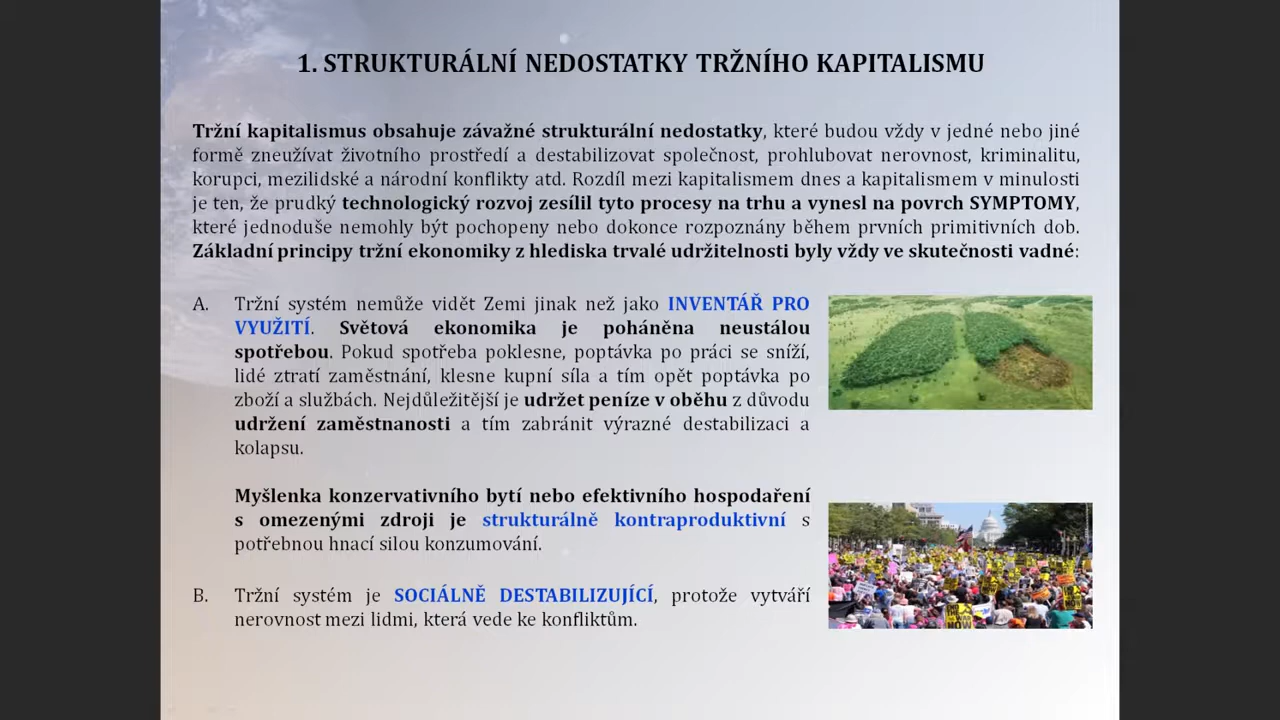 1. STRUKTURÁLNÍ NEDOSTATKY TRŽNÍHO KAPITALISMU
Tržní kapitalismus obsahuje závažné strukturální nedostatky, které budou vždy v jedné nebo jiné
formě zneužívat životního prostředí a destabilizovat společnost, prohlubovat nerovnost, kriminalitu,
korupci, mezilidské a národní konflikty atd. Rozdíl mezi kapitalismem dnes a kapitalismem v minulosti
je ten, že prudký technologický rozvoj zesílil tyto procesy na trhu a vynesl na povrch SYMPTOMY,
které jednoduše nemohly být pochopeny nebo dokonce rozpoznány během prvních primitivních dob.
Základní principy tržní ekonomiky z hlediska trvalé udržitelnosti byly vždy ve skutečnosti vadné:
A. Tržní systém nemůže vidět Zemi jinak než jako INVENTÁŘ PRO
VYUŽITÍ. Světová ekonomika je poháněna neustálou
spotřebou. Pokud spotřeba poklesne, poptávka po práci se sníží,
lidé ztratí zaměstnání, klesne kupní síla a tím opět poptávka po
zboží a službách. Nejdůležitější je udržet peníze v oběhu z důvodu
udržení zaměstnanosti a tím zabránit výrazné destabilizaci a
kolapsu.
Myšlenka konzervativního bytí nebo efektivního hospodaření
s omezenými zdroji je strukturálně kontraproduktivní s
potřebnou hnací silou konzumování.
B. Tržní systém je SOCIÁLNĚ DESTABILIZUJÍCÍ, protože vytváří
nerovnost mezi lidmi, která vede ke konfliktům.